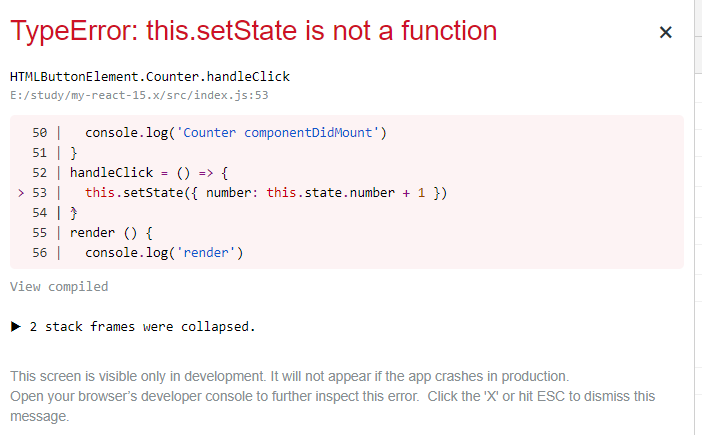 TypeError: this.setState is not a function
×
HTMLButtonElement.Counter.handleClick
E:/study/my-react-15.x/src/index.js:53
50 |   console.log('Counter componentDidMount')
51 | }
52 | handleClick = () => {
> 53 |   this.setState({ number: this.state.number + 1 })
54 | }
55 | render () {
56 |   console.log('render')
View compiled
▶ 2 stack frames were collapsed.
This screen is visible only in development. It will not appear if the app crashes in production.
Open your browser’s developer console to further inspect this error.  Click the 'X' or hit ESC to dismiss this
message.